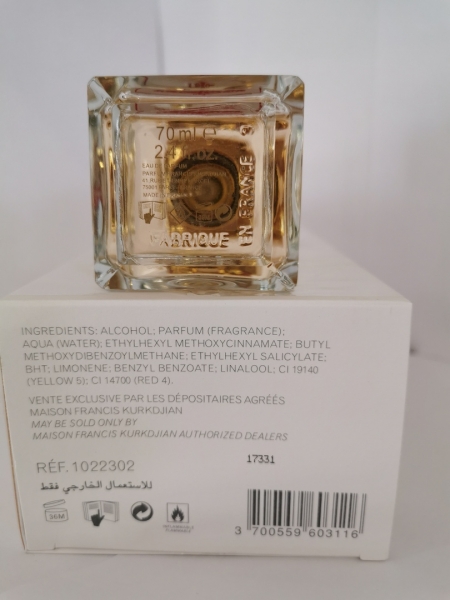 70 ml e
EAU DE PARFUM
FABRIQUE
EN FRANCE
INGREDIENTS: ALCOHOL; PARFUM (FRAGRANCE);
AQUA (WATER); ETHYLHEXYL METHOXYCINNAMATE; BUTYL
METHOXYDIBENZOYLMETHANE; ETHYLHEXYL SALICYLATE;
BHT; LIMONENE; BENZYL BENZOATE; LINALOOL; CI 19140
(YELLOW 5); CI 14700 (RED 4).
VENTE EXCLUSIVE PAR LES DÉPOSITAIRES AGRÉÉS
MAISON FRANCIS KURKDJIAN
MAY BE SOLD ONLY BY
MAISON FRANCIS KURKDJIAN AUTHORIZED DEALERS
RÉF. 1022302
17331
للاستعمال الخارجي فقط
36M
3 700559 603116